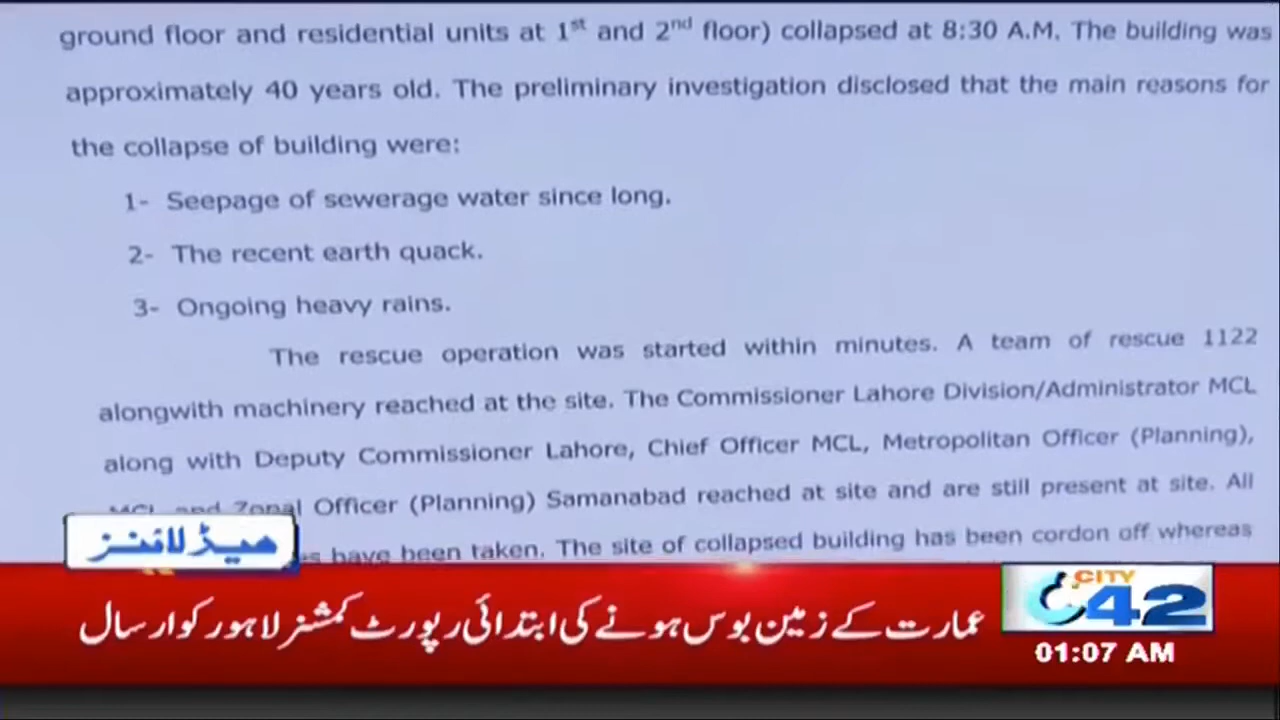 ground floor and residential units at 1st and 2nd floor) collapsed at 8:30 A.M. The building was
approximately 40 years old. The preliminary investigation disclosed that the main reasons for
the collapse of building were:
1- Seepage of sewerage water since long.
2- The recent earth quack.
3- Ongoing heavy rains.
The rescue operation was started within minutes. A team of rescue 1122
alongwith machinery reached at the site. The Commissioner Lahore Division/Administrator MCL
along with Deputy Commissioner Lahore, Chief Officer MCL, Metropolitan Officer (Planning),
MCL and Zonal Officer (Planning) Samanabad reached at site and are still present at site. All
have been taken. The site of collapsed building has been cordon off whereas
ہیڈلائنز
عمارت کے زمین بوس ہونے کی ابتدائی رپورٹ کمشنر لاہور کو ارسال
CITY
42
01:07 AM